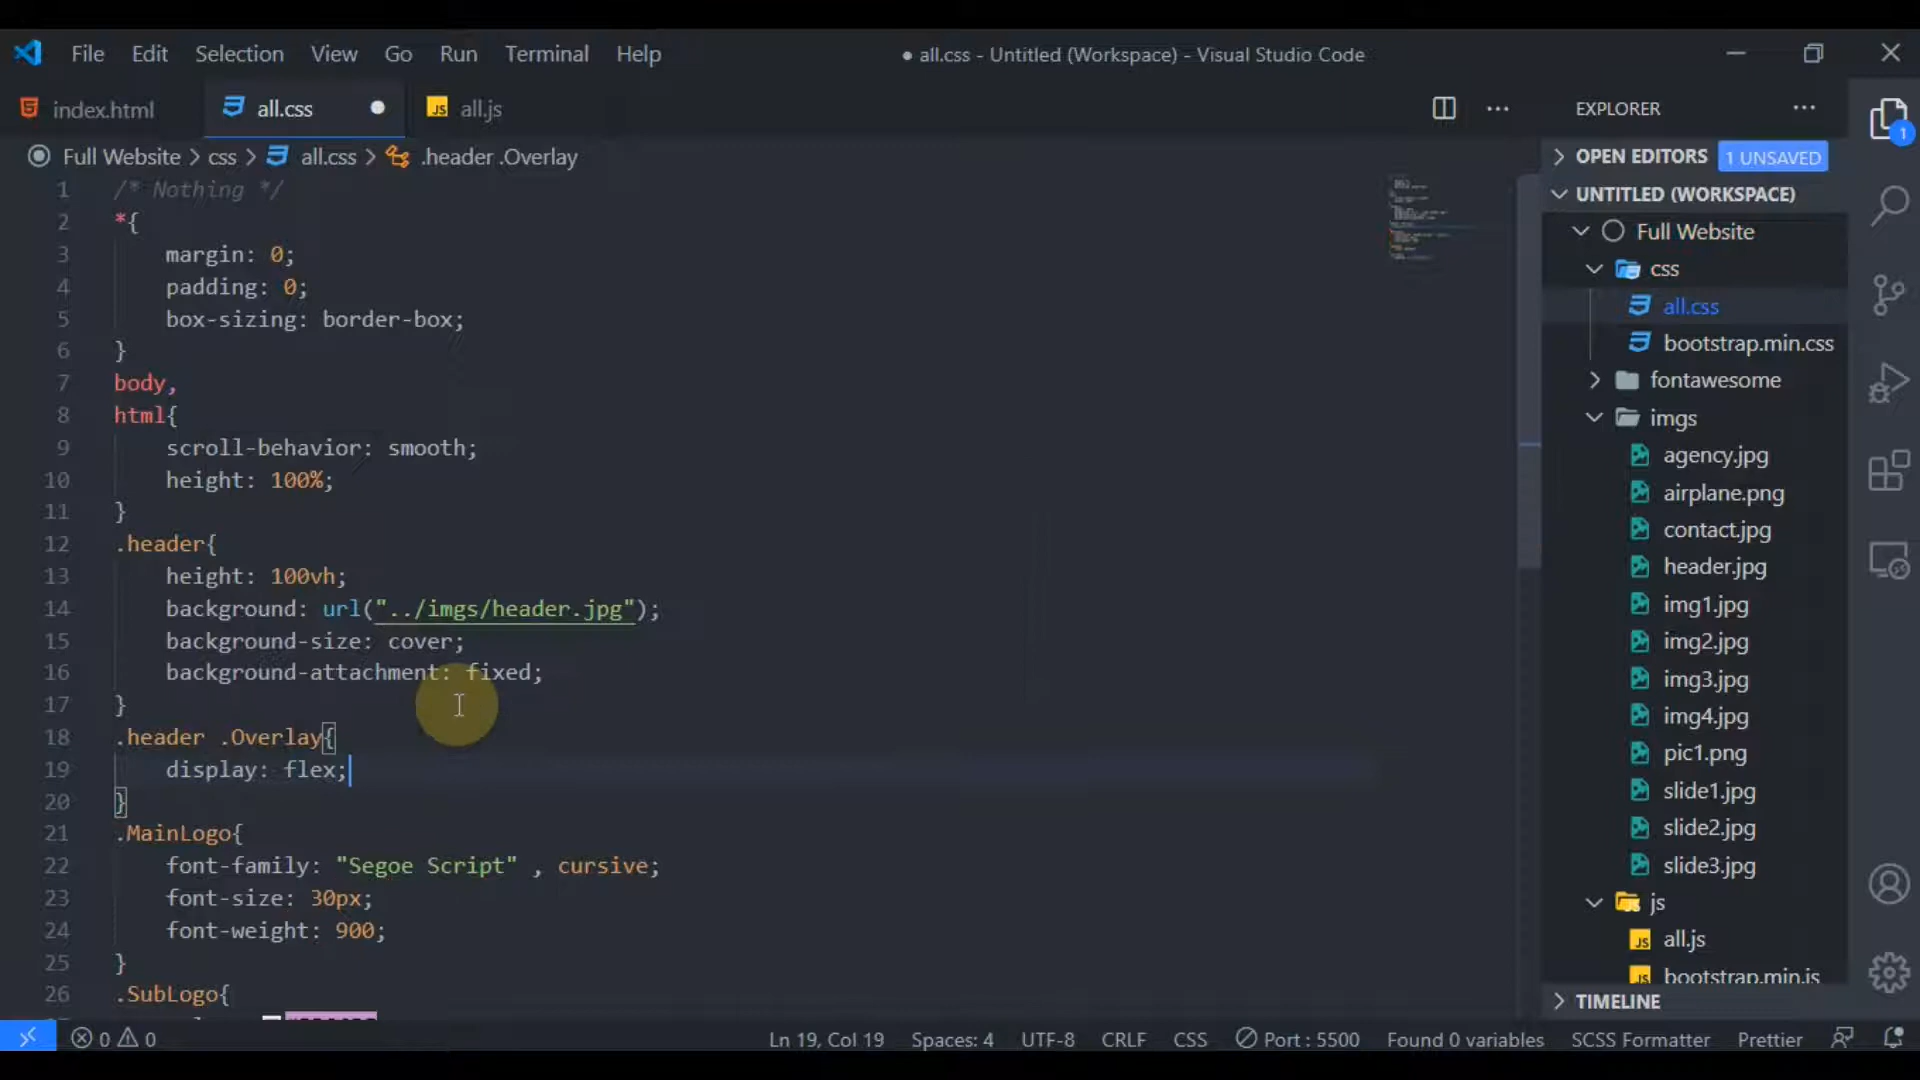 File Edit Selection View Go Run Terminal Help ● all.css - Untitled (Workspace) - Visual Studio Code
index.html all.css ● JS all.js
Full Website > css > all.css > .header .Overlay
1 /* Nothing */
2 *{
3 margin: 0;
4 padding: 0;
5 box-sizing: border-box;
6 }
7 body,
8 html{
9 scroll-behavior: smooth;
10 height: 100%;
11 }
12 .header{
13 height: 100vh;
14 background: url("../imgs/header.jpg");
15 background-size: cover;
16 background-attachment: fixed;
17 }
18 .header .Overlay{
19 display: flex;
20 }
21 .MainLogo{
22 font-family: "Segoe Script" , cursive;
23 font-size: 30px;
24 font-weight: 900;
25 }
26 .SubLogo{
EXPLORER
OPEN EDITORS 1 UNSAVED
UNTITLED (WORKSPACE)
Full Website
css
all.css
bootstrap.min.css
fontawesome
imgs
agency.jpg
airplane.png
contact.jpg
header.jpg
img1.jpg
img2.jpg
img3.jpg
img4.jpg
pic1.png
slide1.jpg
slide2.jpg
slide3.jpg
js
JS all.js
JS bootstrap.min.js
TIMELINE
1
0 0 Ln 19, Col 19 Spaces: 4 UTF-8 CRLF CSS Port : 5500 Found 0 variables SCSS Formatter Prettier